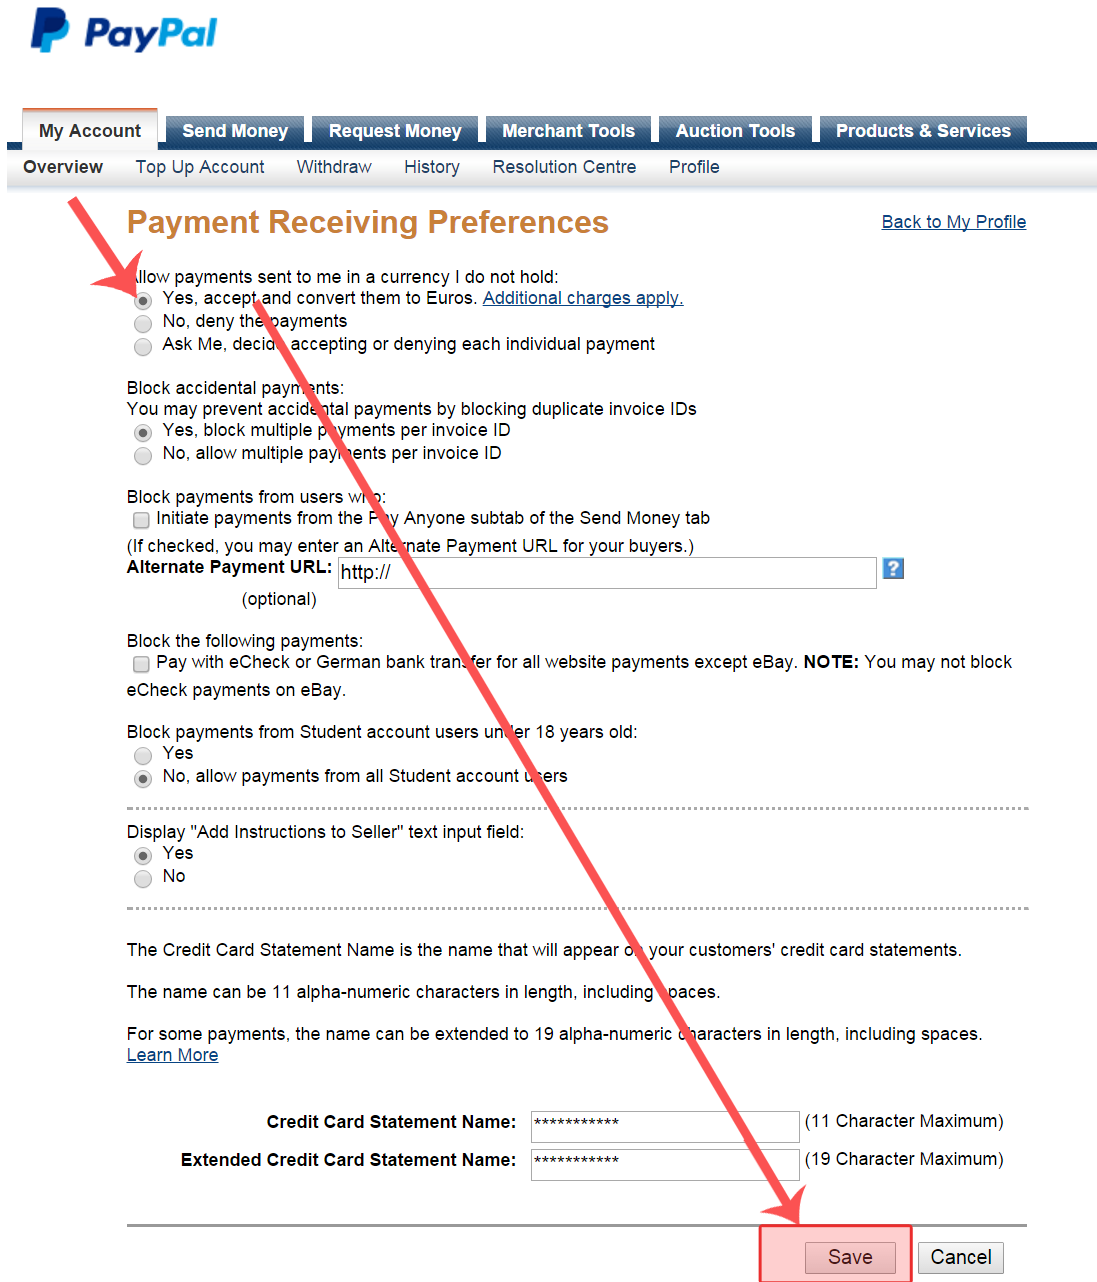 PayPal
My Account Send Money Request Money Merchant Tools Auction Tools Products & Services
Overview Top Up Account Withdraw History Resolution Centre Profile
Payment Receiving Preferences
Back to My Profile
Allow payments sent to me in a currency I do not hold:
Yes, accept and convert them to Euros. Additional charges apply.
No, deny the payments
Ask Me, decide accepting or denying each individual payment
Block accidental payments:
You may prevent accidental payments by blocking duplicate invoice IDs
Yes, block multiple payments per invoice ID
No, allow multiple payments per invoice ID
Block payments from users who:
Initiate payments from the Pay Anyone subtab of the Send Money tab
(If checked, you may enter an Alternate Payment URL for your buyers.)
Alternate Payment URL: http:// ?
(optional)
Block the following payments:
Pay with eCheck or German bank transfer for all website payments except eBay. NOTE: You may not block
eCheck payments on eBay.
Block payments from Student account users under 18 years old:
Yes
No, allow payments from all Student account users
Display "Add Instructions to Seller" text input field:
Yes
No
The Credit Card Statement Name is the name that will appear on your customers' credit card statements.
The name can be 11 alpha-numeric characters in length, including spaces.
For some payments, the name can be extended to 19 alpha-numeric characters in length, including spaces.
Learn More
Credit Card Statement Name: *********** (11 Character Maximum)
Extended Credit Card Statement Name: *********** (19 Character Maximum)
Save Cancel